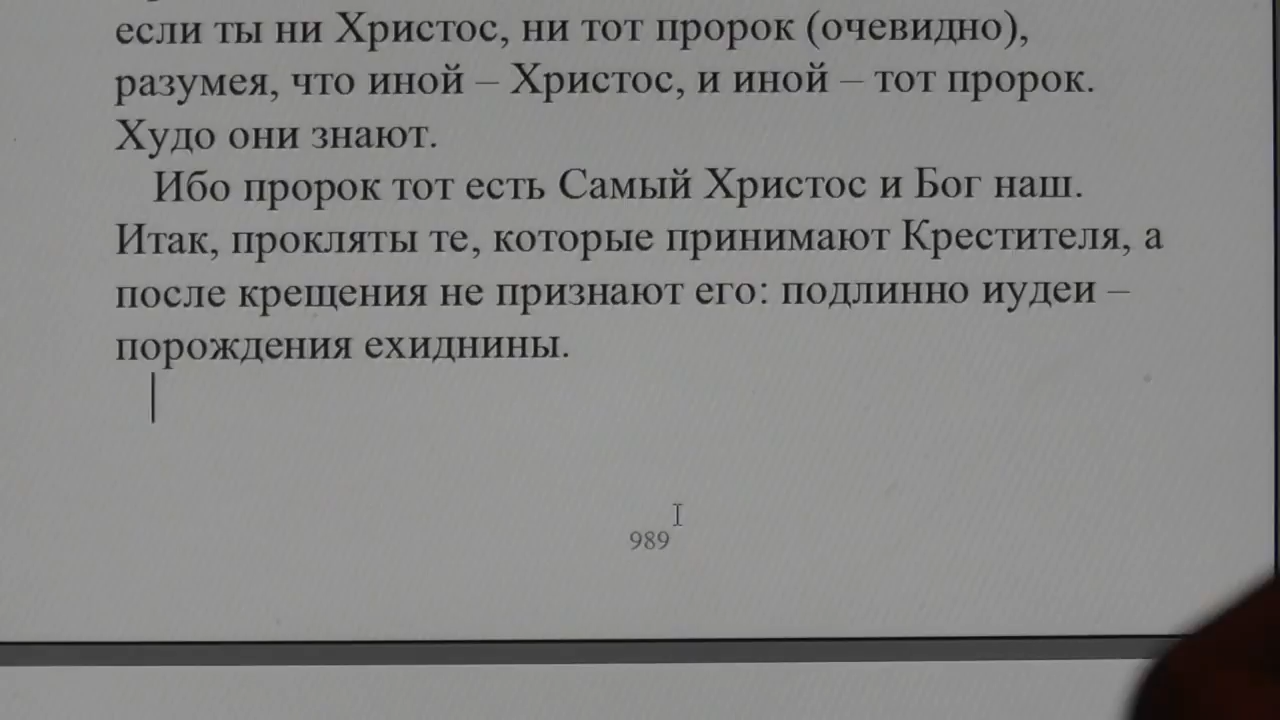 если ты ни Христос, ни тот пророк (очевидно),
разумея, что иной – Христос, и иной – тот пророк.
Худо они знают.
Ибо пророк тот есть Самый Христос и Бог наш.
Итак, прокляты те, которые принимают Крестителя, а
после крещения не признают его: подлинно иудеи –
порождения ехиднины.
989